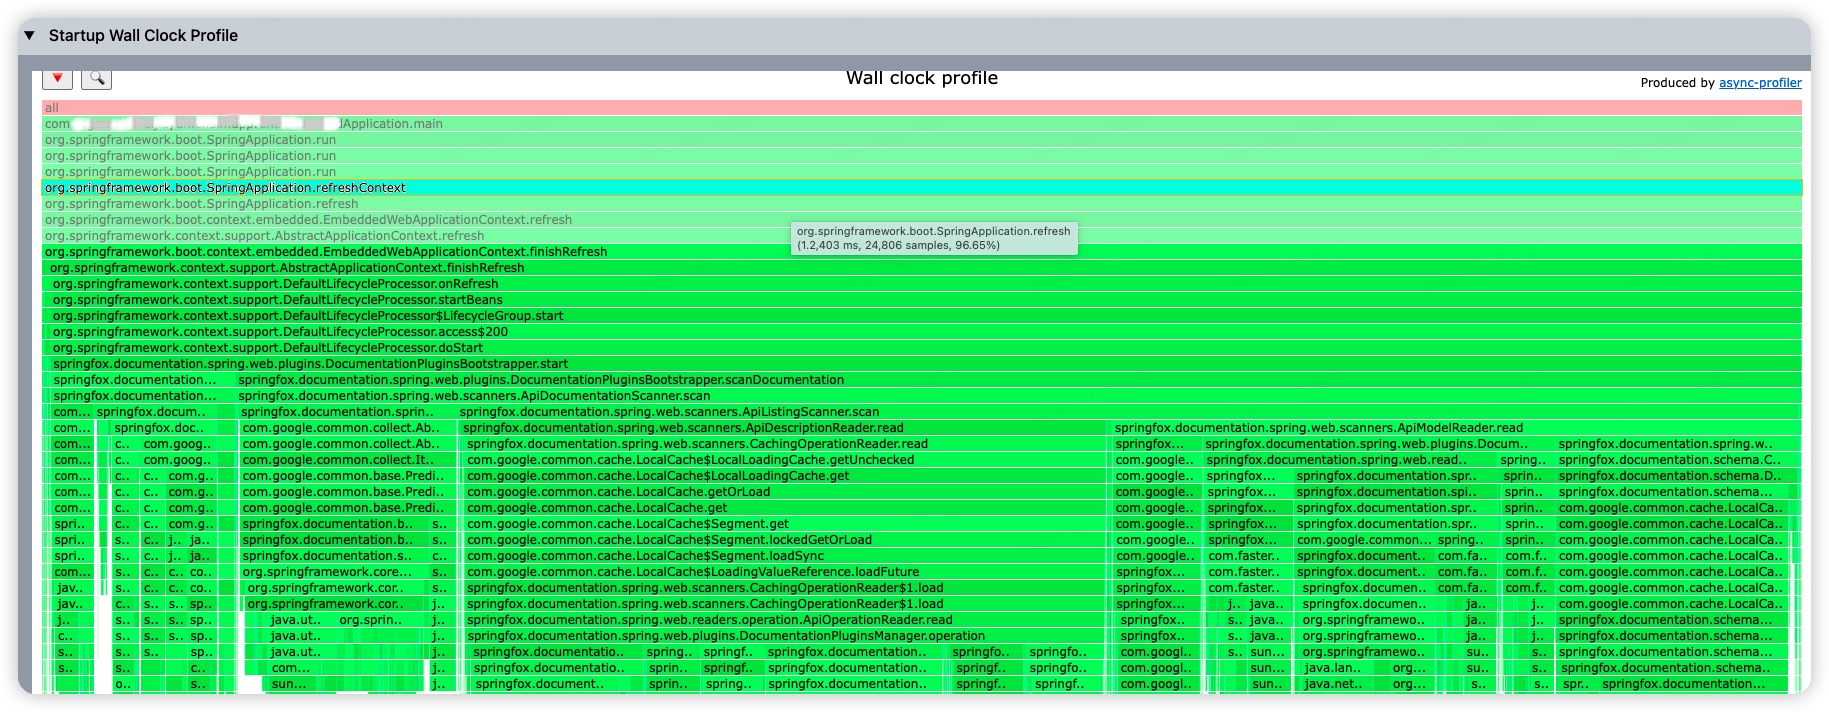 Startup Wall Clock Profile
Wall clock profile
Produced by async-profiler
all
com dApplication.main
org.springframework.boot.SpringApplication.run
org.springframework.boot.SpringApplication.run
org.springframework.boot.SpringApplication.run
org.springframework.boot.SpringApplication.refreshContext
org.springframework.boot.SpringApplication.refresh
org.springframework.boot.context.embedded.EmbeddedWebApplicationContext.refresh
org.springframework.context.support.AbstractApplicationContext.refresh
org.springframework.boot.SpringApplication.refresh
(1.2,403 ms, 24,806 samples, 96.65%)
org.springframework.boot.context.embedded.EmbeddedWebApplicationContext.finishRefresh
org.springframework.context.support.AbstractApplicationContext.finishRefresh
org.springframework.context.support.DefaultLifecycleProcessor.onRefresh
org.springframework.context.support.DefaultLifecycleProcessor.startBeans
org.springframework.context.support.DefaultLifecycleProcessor$LifecycleGroup.start
org.springframework.context.support.DefaultLifecycleProcessor.access$200
org.springframework.context.support.DefaultLifecycleProcessor.doStart
springfox.documentation.spring.web.plugins.DocumentationPluginsBootstrapper.start
springfox.documentation... springfox.documentation.spring.web.plugins.DocumentationPluginsBootstrapper.scanDocumentation
springfox.documentation... springfox.documentation.spring.web.scanners.ApiDocumentationScanner.scan
com... springfox.docum.. springfox.documentation.sprin.. springfox.documentation.spring.web.scanners.ApiListingScanner.scan
com... springfox.doc.. com.google.common.collect.Ab.. springfox.documentation.spring.web.scanners.ApiDescriptionReader.read springfox.documentation.spring.web.scanners.ApiModelReader.read
com... c.. com.goog.. com.google.common.collect.Ab.. springfox.documentation.spring.web.scanners.CachingOperationReader.read springfox... springfox.documentation.spring.web.plugins.Docum.. springfox.documentation.spring.w..
com... c.. com.goog.. com.google.common.collect.It.. com.google.common.cache.LocalCache$LocalLoadingCache.getUnchecked com.google.. springfox.documentation.spring.web.read.. spring.. springfox.documentation.schema.C..
com... c.. c.. com.g.. com.google.common.base.Predi.. com.google.common.cache.LocalCache$LocalLoadingCache.get com.google.. springfox... springfox.documentation.spr.. sprin.. springfox.documentation.schema.D..
com... c.. c.. com.g.. com.google.common.base.Predi.. com.google.common.cache.LocalCache.getOrLoad com.google.. springfox... springfox.documentation.spi.. sprin.. springfox.documentation.schema...
com... c.. c.. com.g.. com.google.common.base.Predi.. com.google.common.cache.LocalCache.get com.google.. springfox... springfox.documentation.spr.. sprin.. com.google.common.cache.LocalCa..
spri.. c.. c.. com.g.. springfox.documentation.b.. s.. com.google.common.cache.LocalCache$Segment.get com.google.. springfox... springfox.documentation.spr.. sprin.. com.google.common.cache.LocalCa..
spri.. s.. c.. j.. ja.. springfox.documentation.b.. c.. com.google.common.cache.LocalCache$Segment.lockedGetOrLoad com.google.. springfox... com.google.common... spring.. sprin.. com.google.common.cache.LocalCa..
spri.. s.. c.. j.. ja.. springfox.documentation.s.. c.. com.google.common.cache.LocalCache$Segment.loadSync com.google.. com.faster.. springfox.document.. com.fa.. com.f.. com.google.common.cache.LocalCa..
com... s.. c.. c.. co.. org.springframework.core... s.. com.google.common.cache.LocalCache$LoadingValueReference.loadFuture springfox... com.faster.. springfox.document.. com.fa.. com.f.. com.google.common.cache.LocalCa..
jav.. s.. c.. c.. co.. org.springframework.cor.. s.. springfox.documentation.spring.web.scanners.CachingOperationReader$1.load springfox... com.faster.. springfox.documen.. com.fa.. com.f.. com.google.common.cache.LocalCa..
jav.. c.. s.. s.. sp.. org.springframework.cor.. j.. springfox.documentation.spring.web.scanners.CachingOperationReader$1.load springfox... j.. java.. springfox.documen.. ja.. j.. com.google.common.cache.LocalCa..
j.. s.. s.. s.. sp.. java.ut.. org.sprin.. j.. springfox.documentation.spring.web.readers.operation.ApiOperationReader.read springfox.. s.. java.. org.springframewo.. ja.. j.. springfox.documentation.schema...
c.. s.. s.. s.. sp.. java.ut.. j.. springfox.documentation.spring.web.plugins.DocumentationPluginsManager.operation springfox.. j.. java.. org.springframewo.. ja.. j.. springfox.documentation.schema...
s.. s.. sp.. java.ut.. j.. springfox.documentatio.. spring.. springf.. springfox.documentation.. springfo.. springfo.. com.googl.. s.. sun... org.springframewo.. su.. j.. springfox.documentation.schema...
s.. s.. c.. com... j.. springfox.documentatio.. sprin.. springf.. springfox.documentation.. springf.. springfo.. com.googl.. sun... java.lan.. org... su.. s.. springfox.documentation.schema..
o.. s.. sun... j.. springfox.document.. sprin.. spring.. springfox.documentation.. springf.. springf.. com.googl.. sun.. java.net.. org... s.. s.. spr.. springfox.documentation...